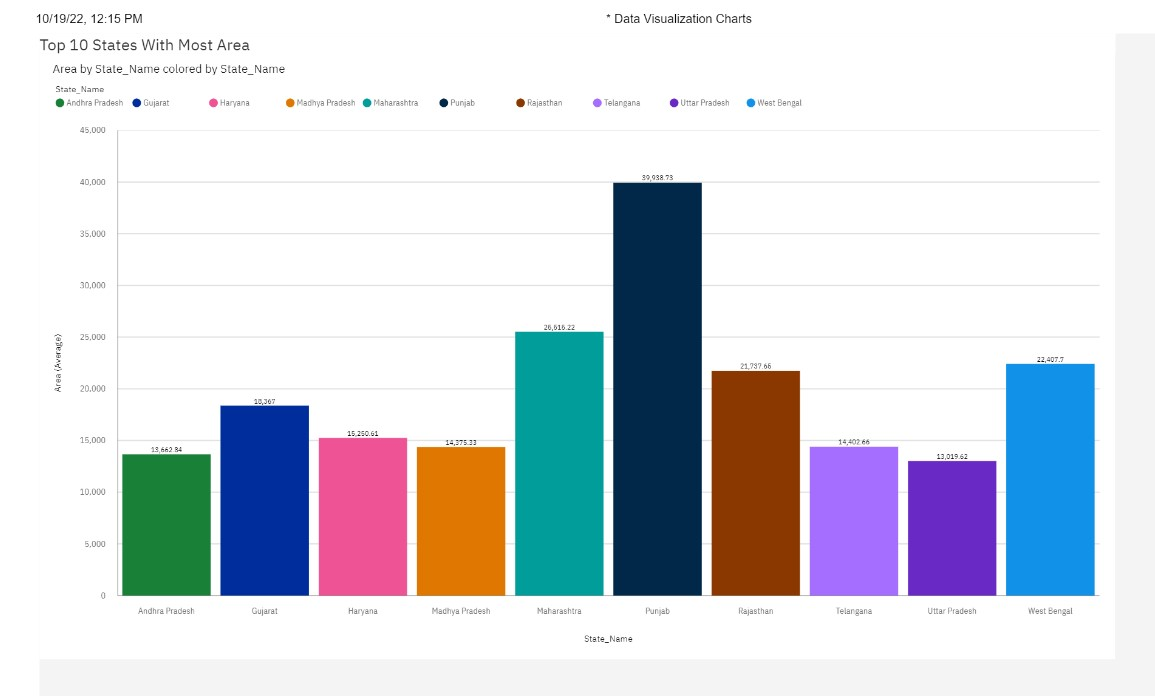 10/19/22, 12:15 PM * Data Visualization Charts
Top 10 States With Most Area
Area by State_Name colored by State_Name
State_Name
Andhra Pradesh Gujarat Haryana Madhya Pradesh Maharashtra Punjab Rajasthan Telangana Uttar Pradesh West Bengal
45,000
40,000
35,000
30,000
25,000
20,000
15,000
10,000
5,000
0
Area (Average)
13,662.84
18,367
15,250.61
14,375.33
39,938.73
21,737.66
14,402.66
13,019.62
22,407.7
Andhra Pradesh Gujarat Haryana Madhya Pradesh Maharashtra Punjab Rajasthan Telangana Uttar Pradesh West Bengal
State_Name